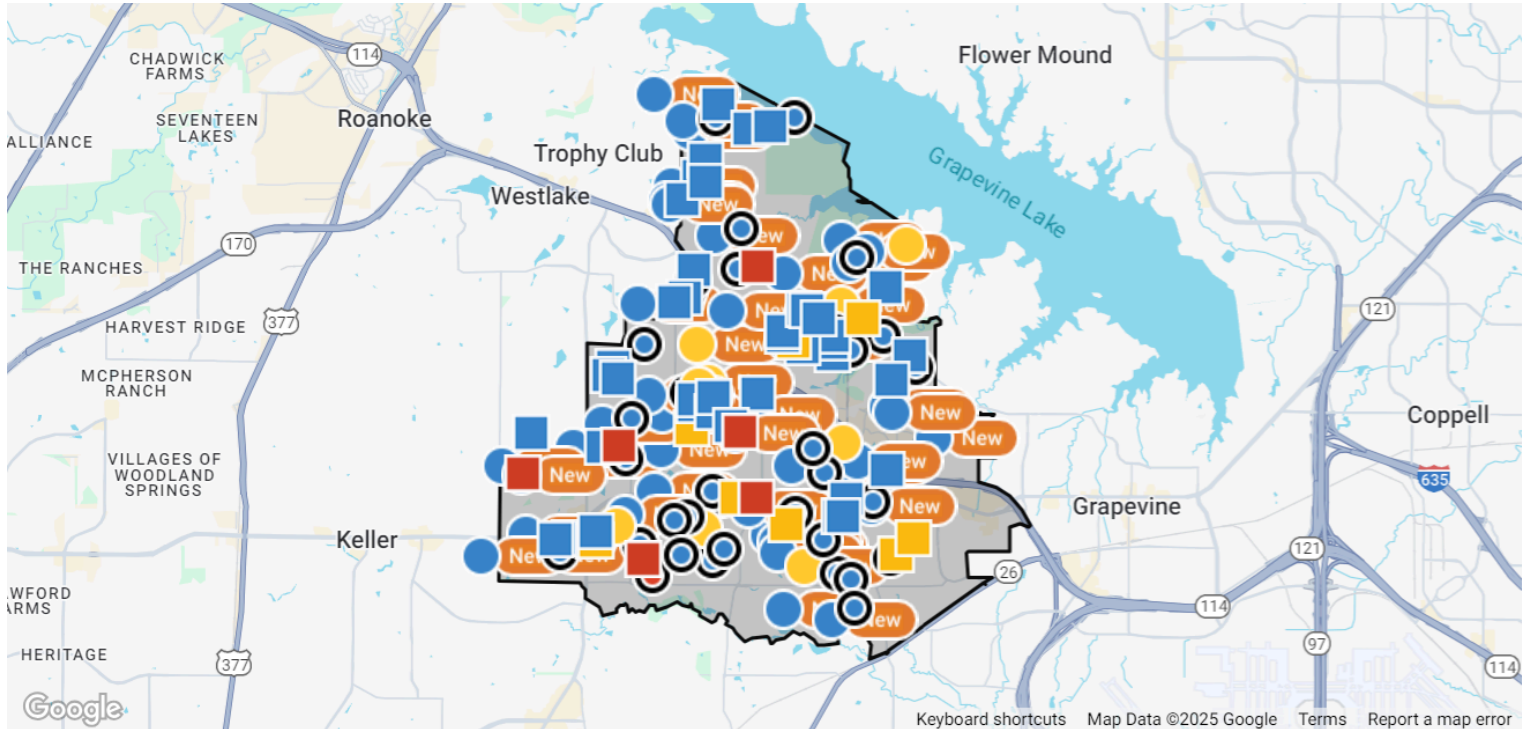 Flower Mound
CHADWICK
FARMS
114
Roanoke
SEVENTEEN
LAKES
ALLIANCE
Trophy Club
Westlake
Grapevine Lake
170
THE RANCHES
121
377
HARVEST RIDGE
MCPHERSON
RANCH
Coppell
VILLAGES OF
WOODLAND
SPRINGS
635
Grapevine
Keller
121
26
114
97
HERITAGE
377
114
New
New
New
New
New
New
New
New
New
New
New
New
New
New
Google
Keyboard shortcuts
Map Data ©2025 Google
Terms
Report a map error